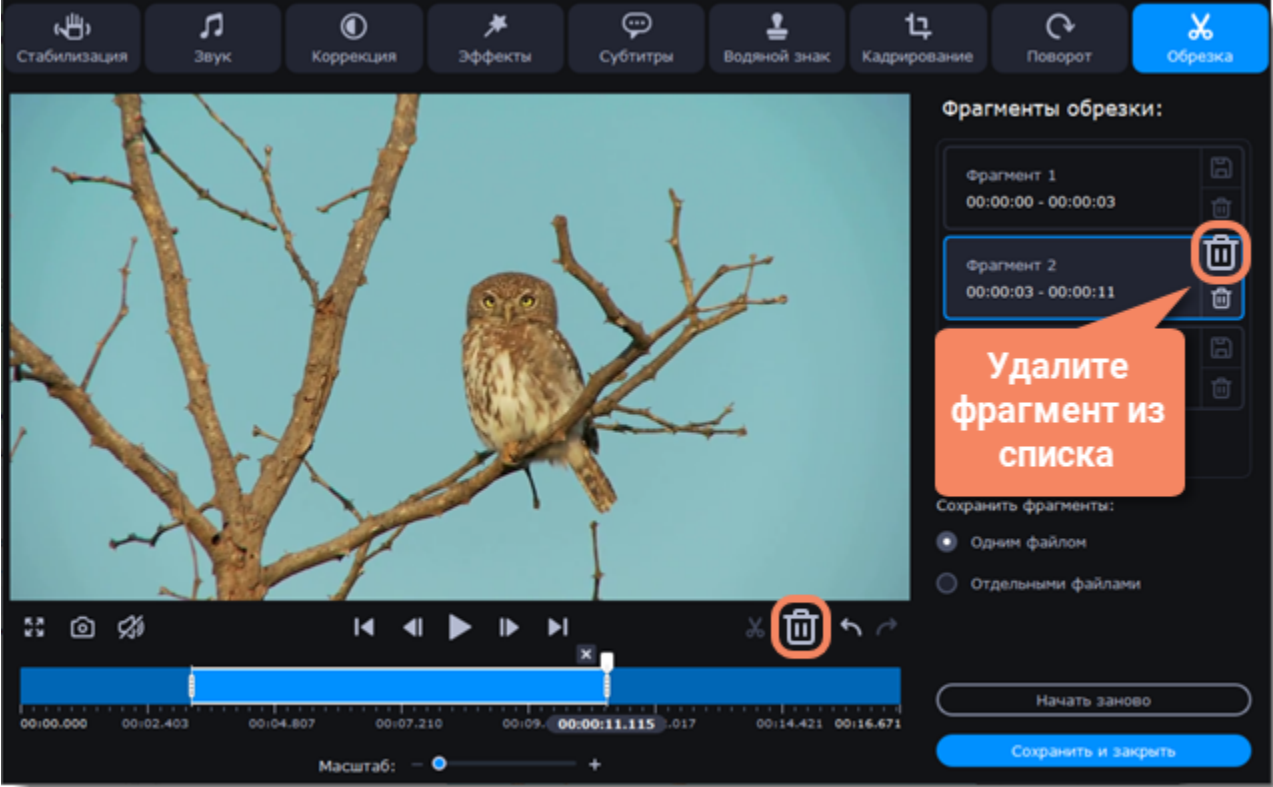 Стабилизация
Звук
Коррекция
Эффекты
Субтитры
Водяной знак
Кадрирование
Поворот
Обрезка
Фрагменты обрезки:
Фрагмент 1
00:00:00 - 00:00:03
Фрагмент 2
00:00:03 - 00:00:11
Удалите
фрагмент из
списка
Сохранить фрагменты:
Одним файлом
Отдельными файлами
00:00.000 00:02.403 00:04.807 00:07.210 00:09. 00:00:11.115 .017 00:14.421 00:16.671
Масштаб:
Начать заново
Сохранить и закрыть